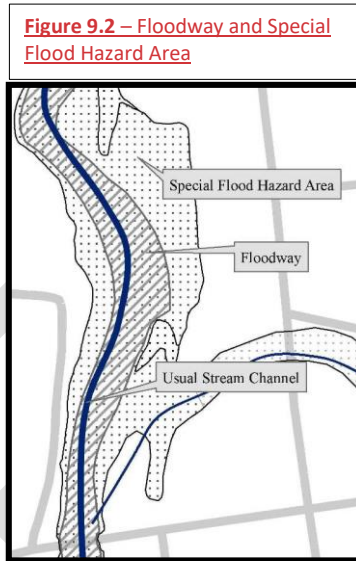 Figure 9.2 – Floodway and Special
Flood Hazard Area
Special Flood Hazard Area
Floodway
Usual Stream Channel